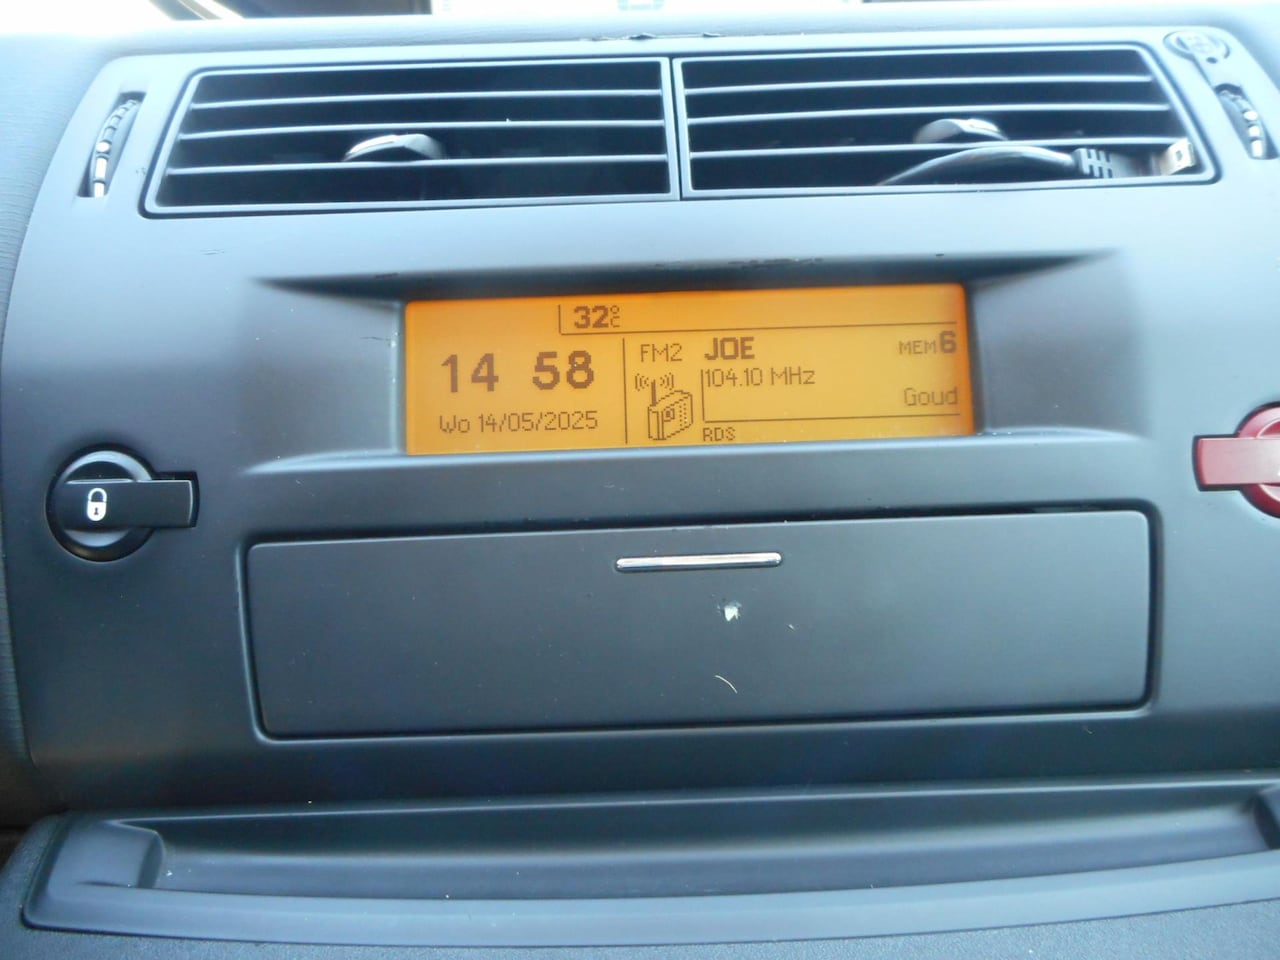 32°C
14 58
Wo 14/05/2025
FM2 JOE MEM 6
104.10 MHz
Goud
RDS